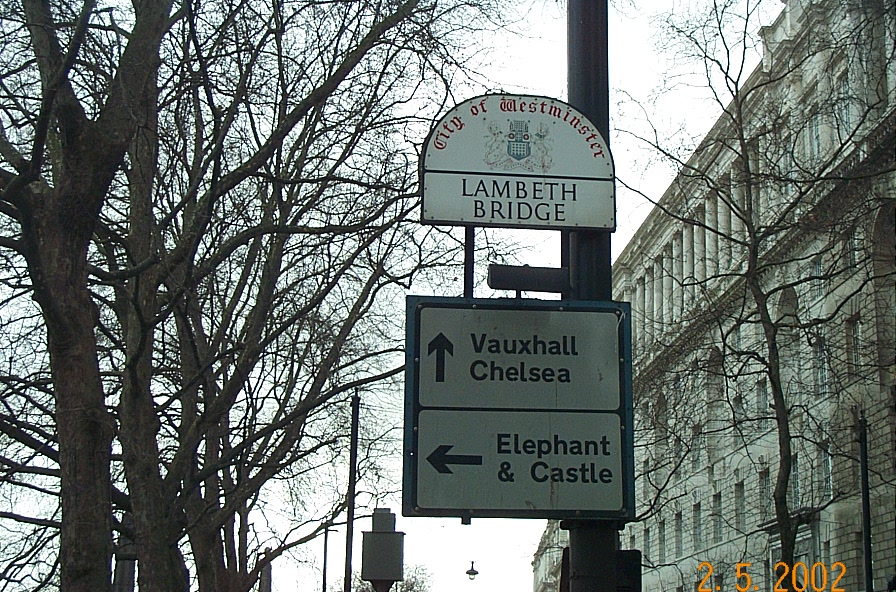 City of Westminster
LAMBETH
BRIDGE
Vauxhall
Chelsea
Elephant
& Castle
2. 5. 2002